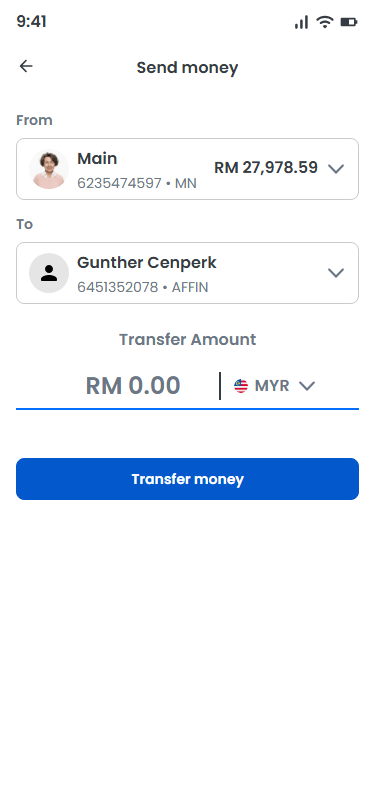 9:41
Send money
From
Main
RM 27,978.59
6235474597 • MN
To
Gunther Cenperk
6451352078 • AFFIN
Transfer Amount
RM 0.00
MYR
Transfer money